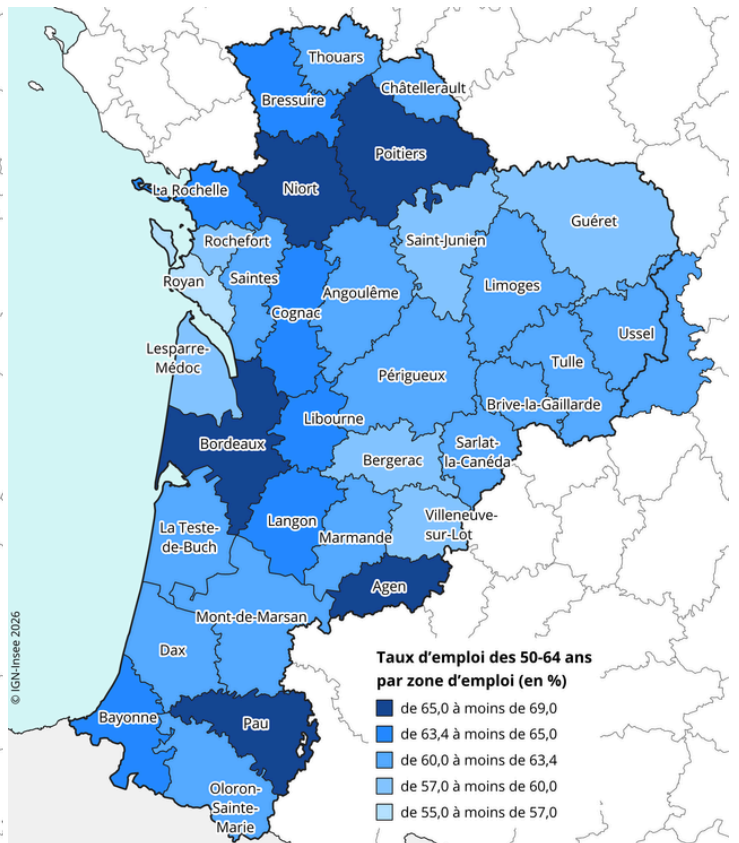 Thouars
Châtellerault
Bressuire
Poitiers
Niort
La Rochelle
Guéret
Rochefort
Saint-Junien
Royan
Saintes
Limoges
Angoulême
Cognac
Ussel
Lesparre-
Médoc
Tulle
Périgueux
Brive-la-Gaillarde
Libourne
Bordeaux
Sarlat-
la-Canéda
Bergerac
Langon
Villeneuve-
sur-Lot
La Teste-
de-Buch
Marmande
Agen
Mont-de-Marsan
Dax
Bayonne
Pau
Oloron-
Sainte-
Marie
© IGN-Insee 2026
Taux d’emploi des 50-64 ans
par zone d’emploi (en %)
de 65,0 à moins de 69,0
de 63,4 à moins de 65,0
de 60,0 à moins de 63,4
de 57,0 à moins de 60,0
de 55,0 à moins de 57,0